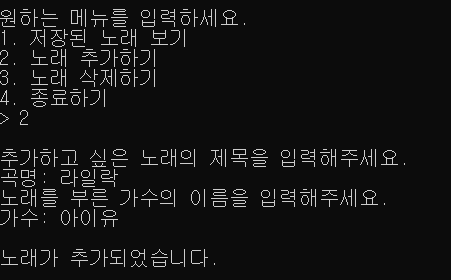 원하는 메뉴를 입력하세요.
1. 저장된 노래 보기
2. 노래 추가하기
3. 노래 삭제하기
4. 종료하기
> 2
추가하고 싶은 노래의 제목을 입력해주세요.
곡명: 라일락
노래를 부른 가수의 이름을 입력해주세요.
가수: 아이유
노래가 추가되었습니다.